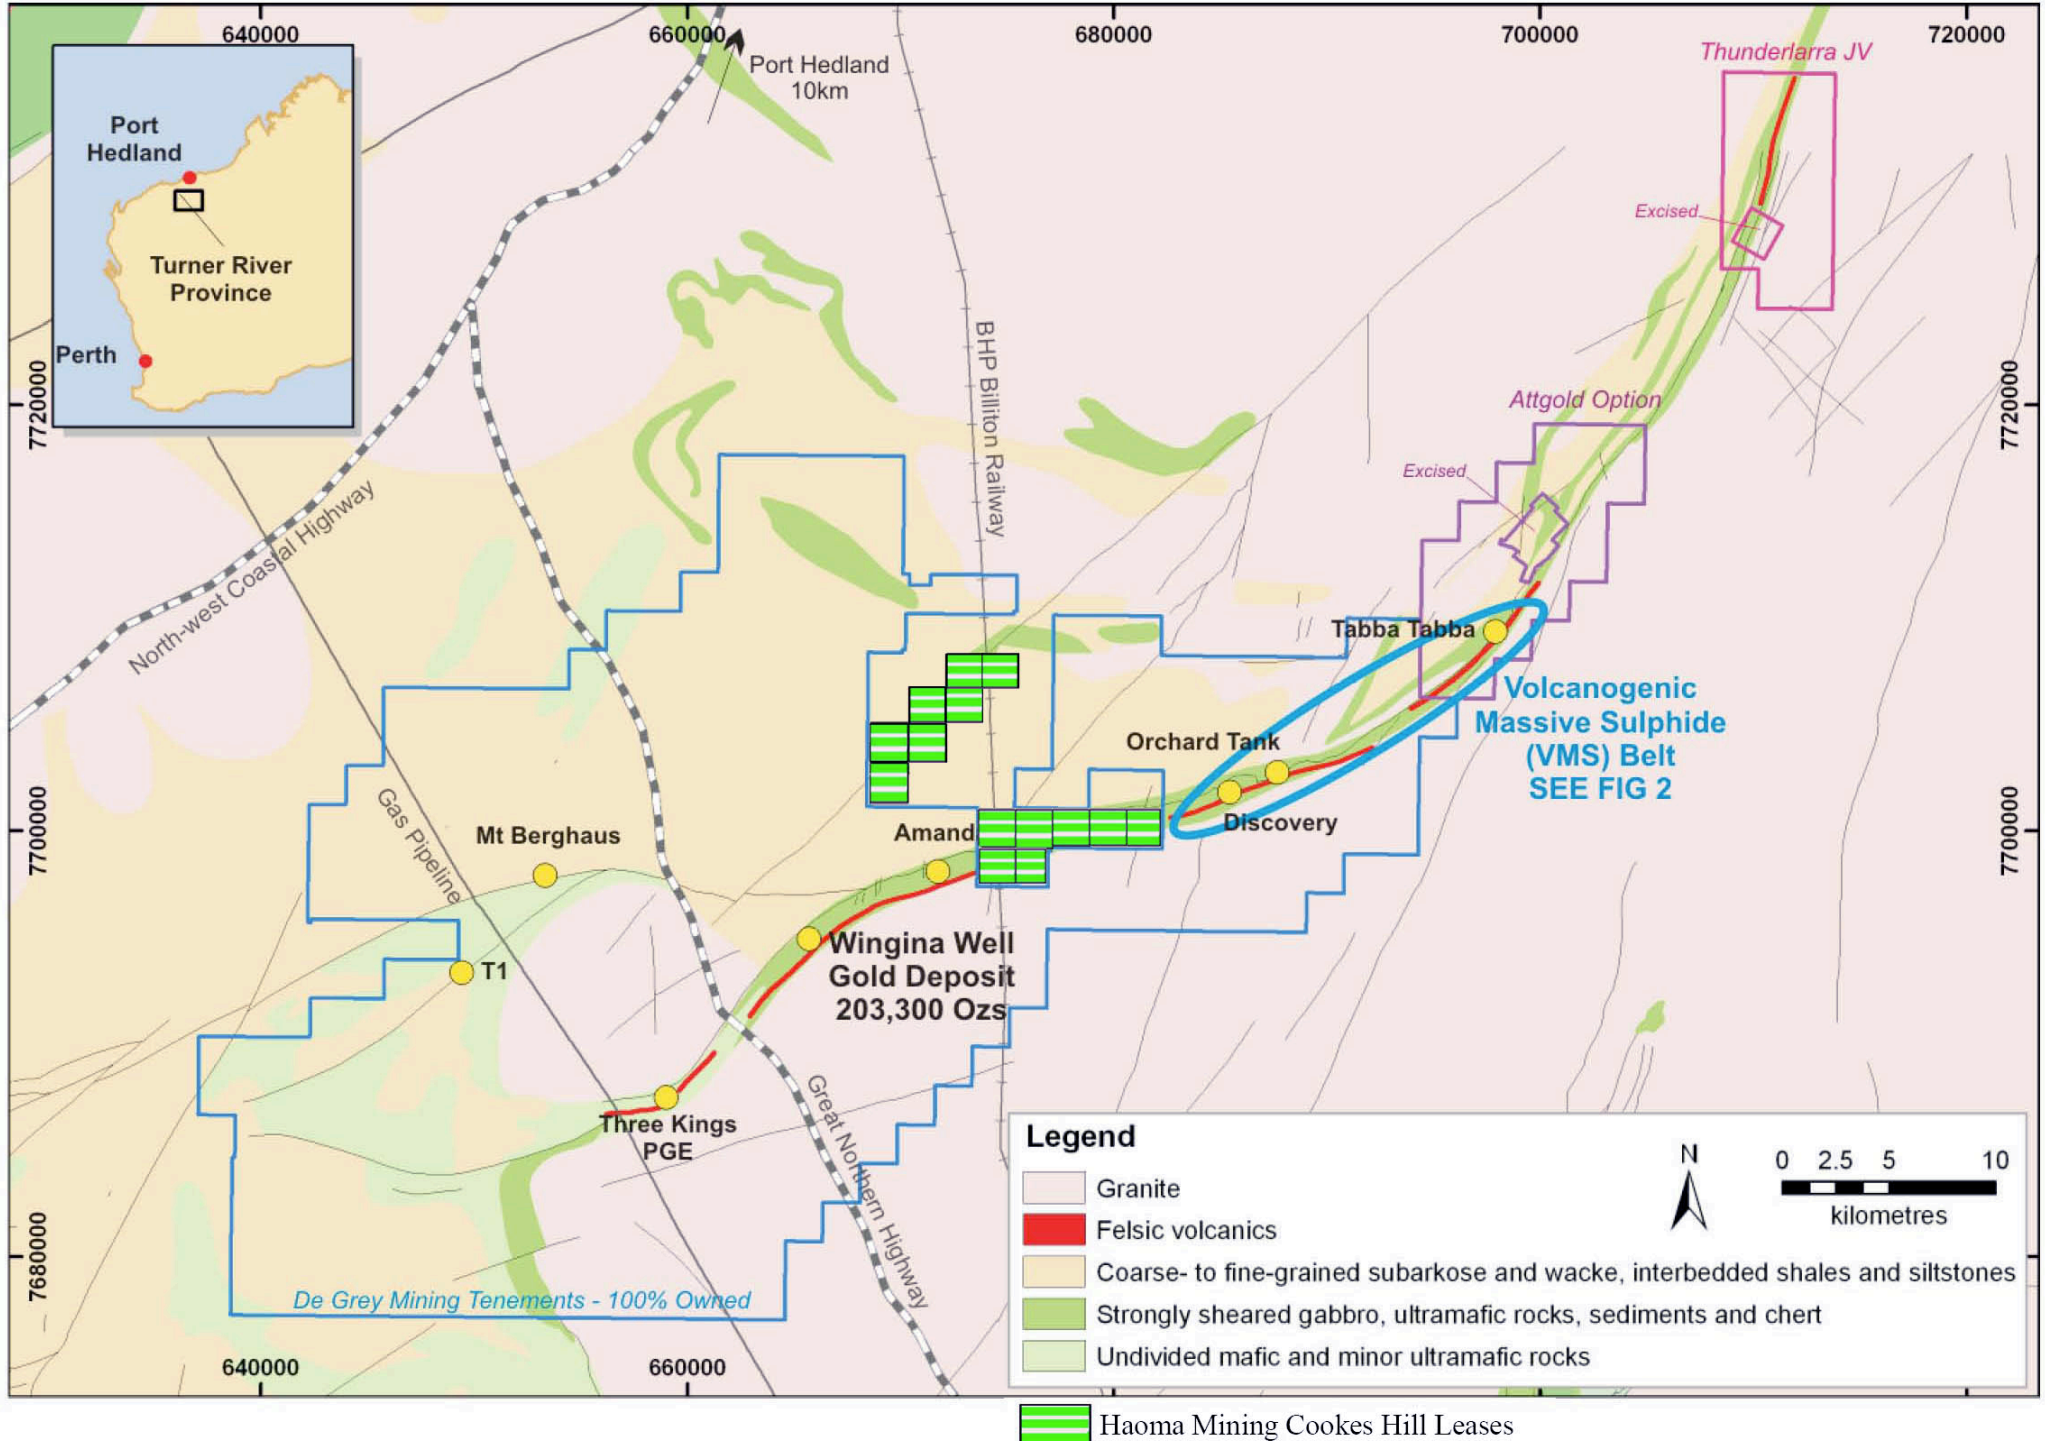 640000
660000
680000
700000
720000
Thunderlarra JV
Port Hedland
10km
Port
Hedland
Turner River
Province
Perth
Excised
7720000
7720000
BHP Billiton Railway
Attgold Option
Excised
North-west Coastal Highway
Tabba Tabba
Volcanogenic
Massive Sulphide
(VMS) Belt
SEE FIG 2
Orchard Tank
Discovery
7700000
7700000
Gas Pipeline
Mt Berghaus
Amand
T1
Wingina Well
Gold Deposit
203,300 Ozs
Three Kings
PGE
Great Northern Highway
7680000
De Grey Mining Tenements - 100% Owned
640000
660000
Legend
Granite
Felsic volcanics
Coarse- to fine-grained subarkose and wacke, interbedded shales and siltstones
Strongly sheared gabbro, ultramafic rocks, sediments and chert
Undivided mafic and minor ultramafic rocks
N
0 2.5 5 10
kilometres
Haoma Mining Cookes Hill Leases